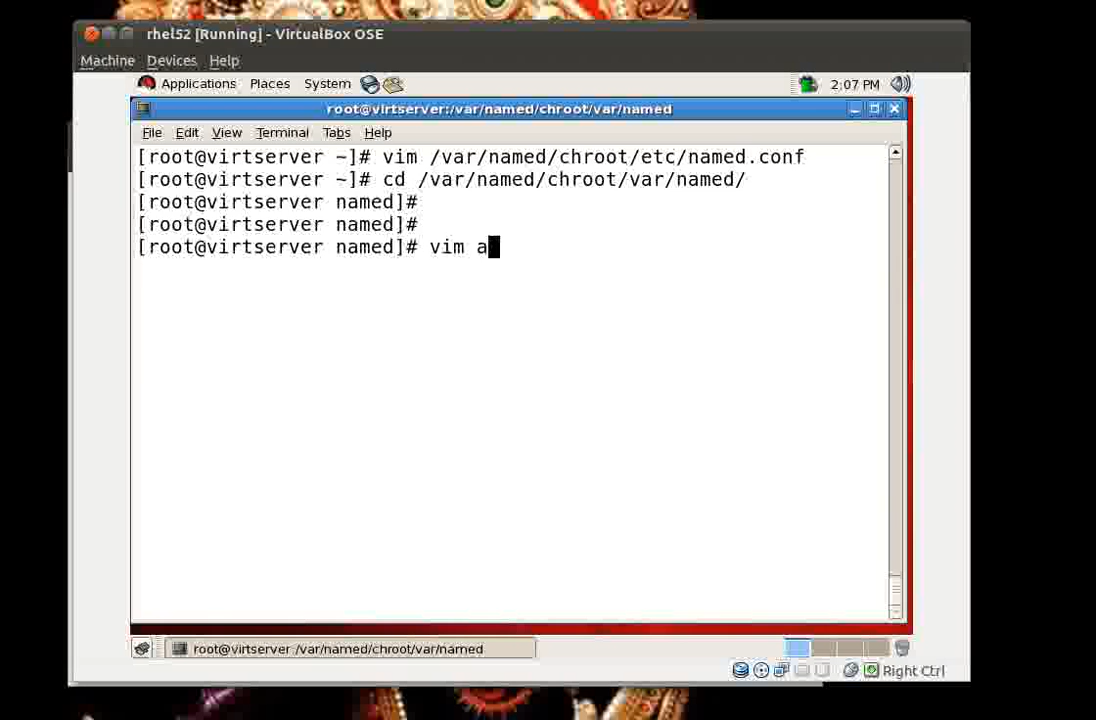 rhel52 [Running] - VirtualBox OSE
Machine Devices Help
Applications Places System 2:07 PM
root@virtserver:/var/named/chroot/var/named
File Edit View Terminal Tabs Help
[root@virtserver ~]# vim /var/named/chroot/etc/named.conf
[root@virtserver ~]# cd /var/named/chroot/var/named/
[root@virtserver named]#
[root@virtserver named]#
[root@virtserver named]# vim a
root@virtserver:/var/named/chroot/var/named
Right Ctrl